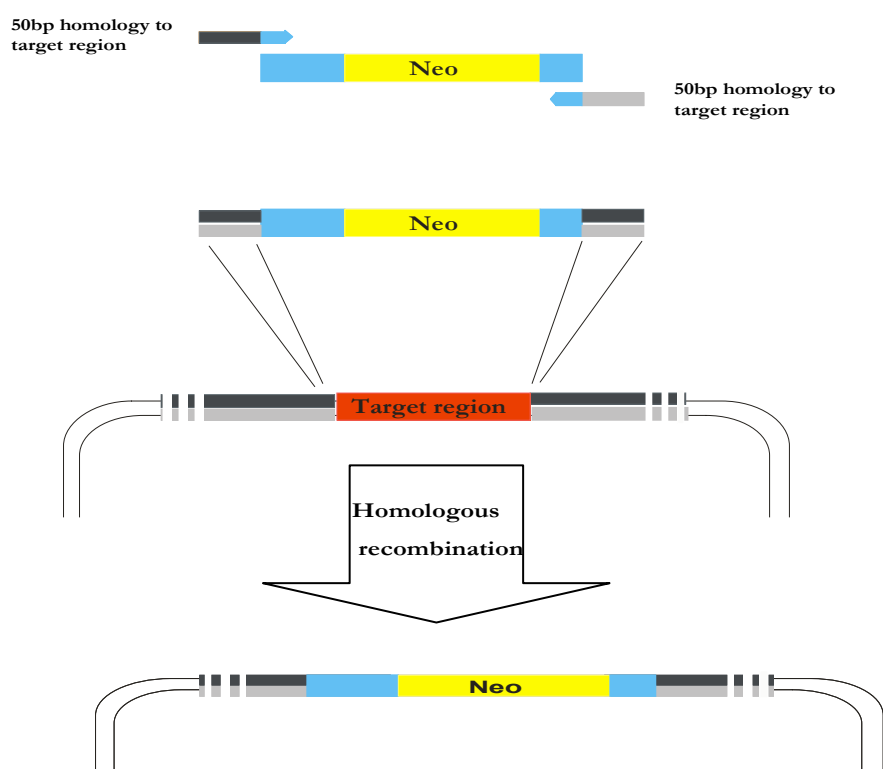 50bp homology to
target region
Neo
50bp homology to
target region
Neo
Target region
Homologous
recombination
Neo